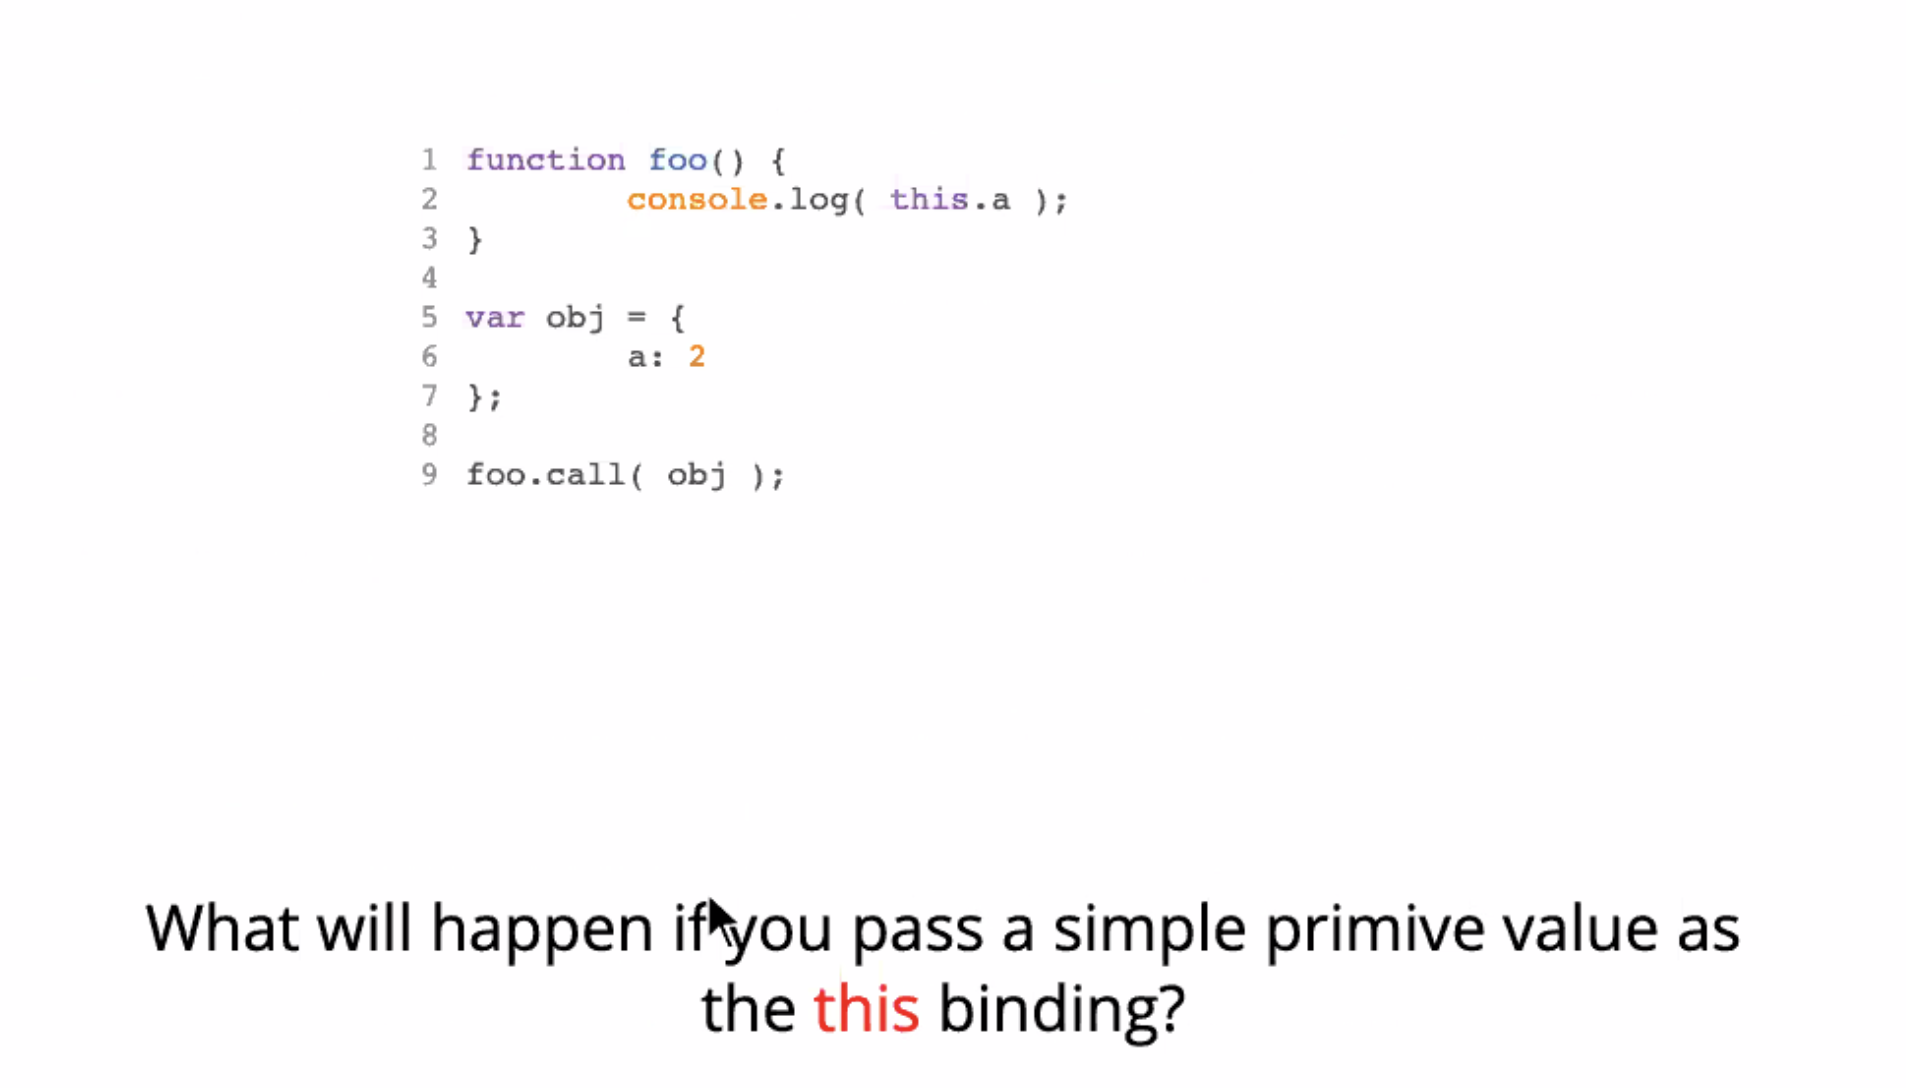 1 function foo() {
2 console.log( this.a );
3 }
4
5 var obj = {
6 a: 2
7 };
8
9 foo.call( obj );
What will happen if you pass a simple primive value as
the this binding?